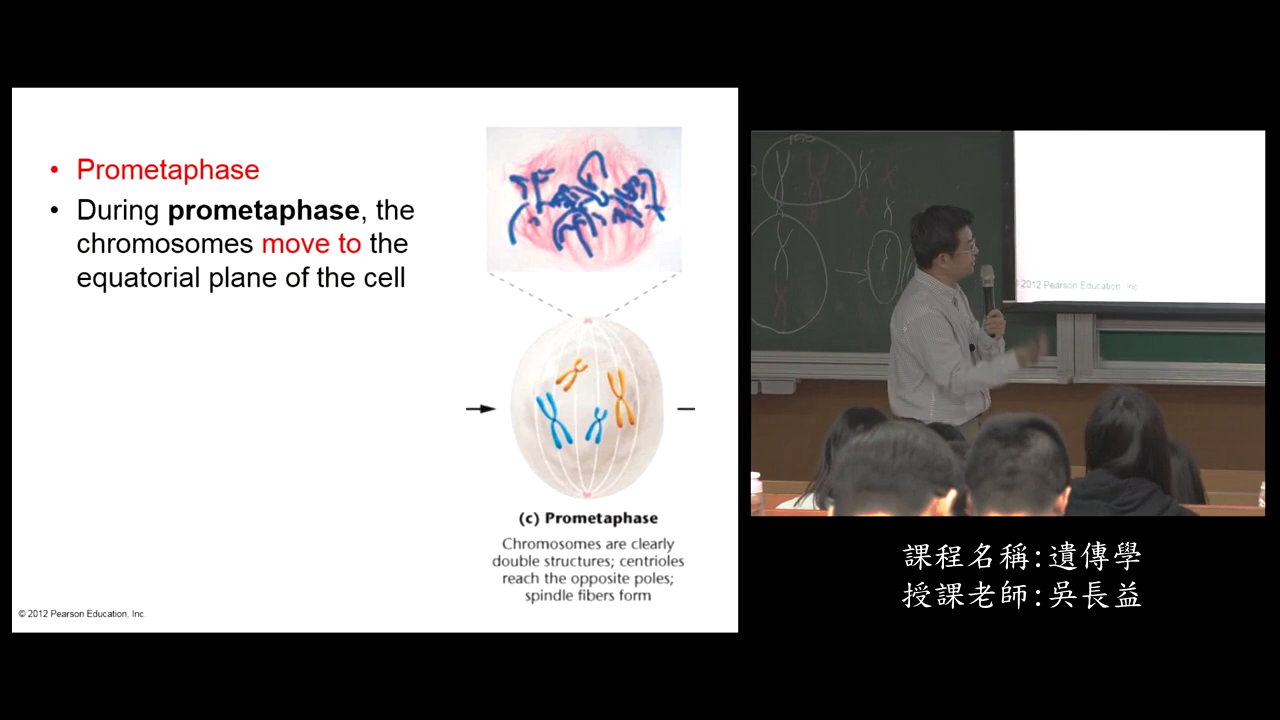 • Prometaphase
• During prometaphase, the
chromosomes move to the
equatorial plane of the cell
(c) Prometaphase
Chromosomes are clearly
double structures; centrioles
reach the opposite poles;
spindle fibers form
© 2012 Pearson Education, Inc.
2012 Pearson Education, Inc
課程名稱:遺傳學
授課老師:吳長益